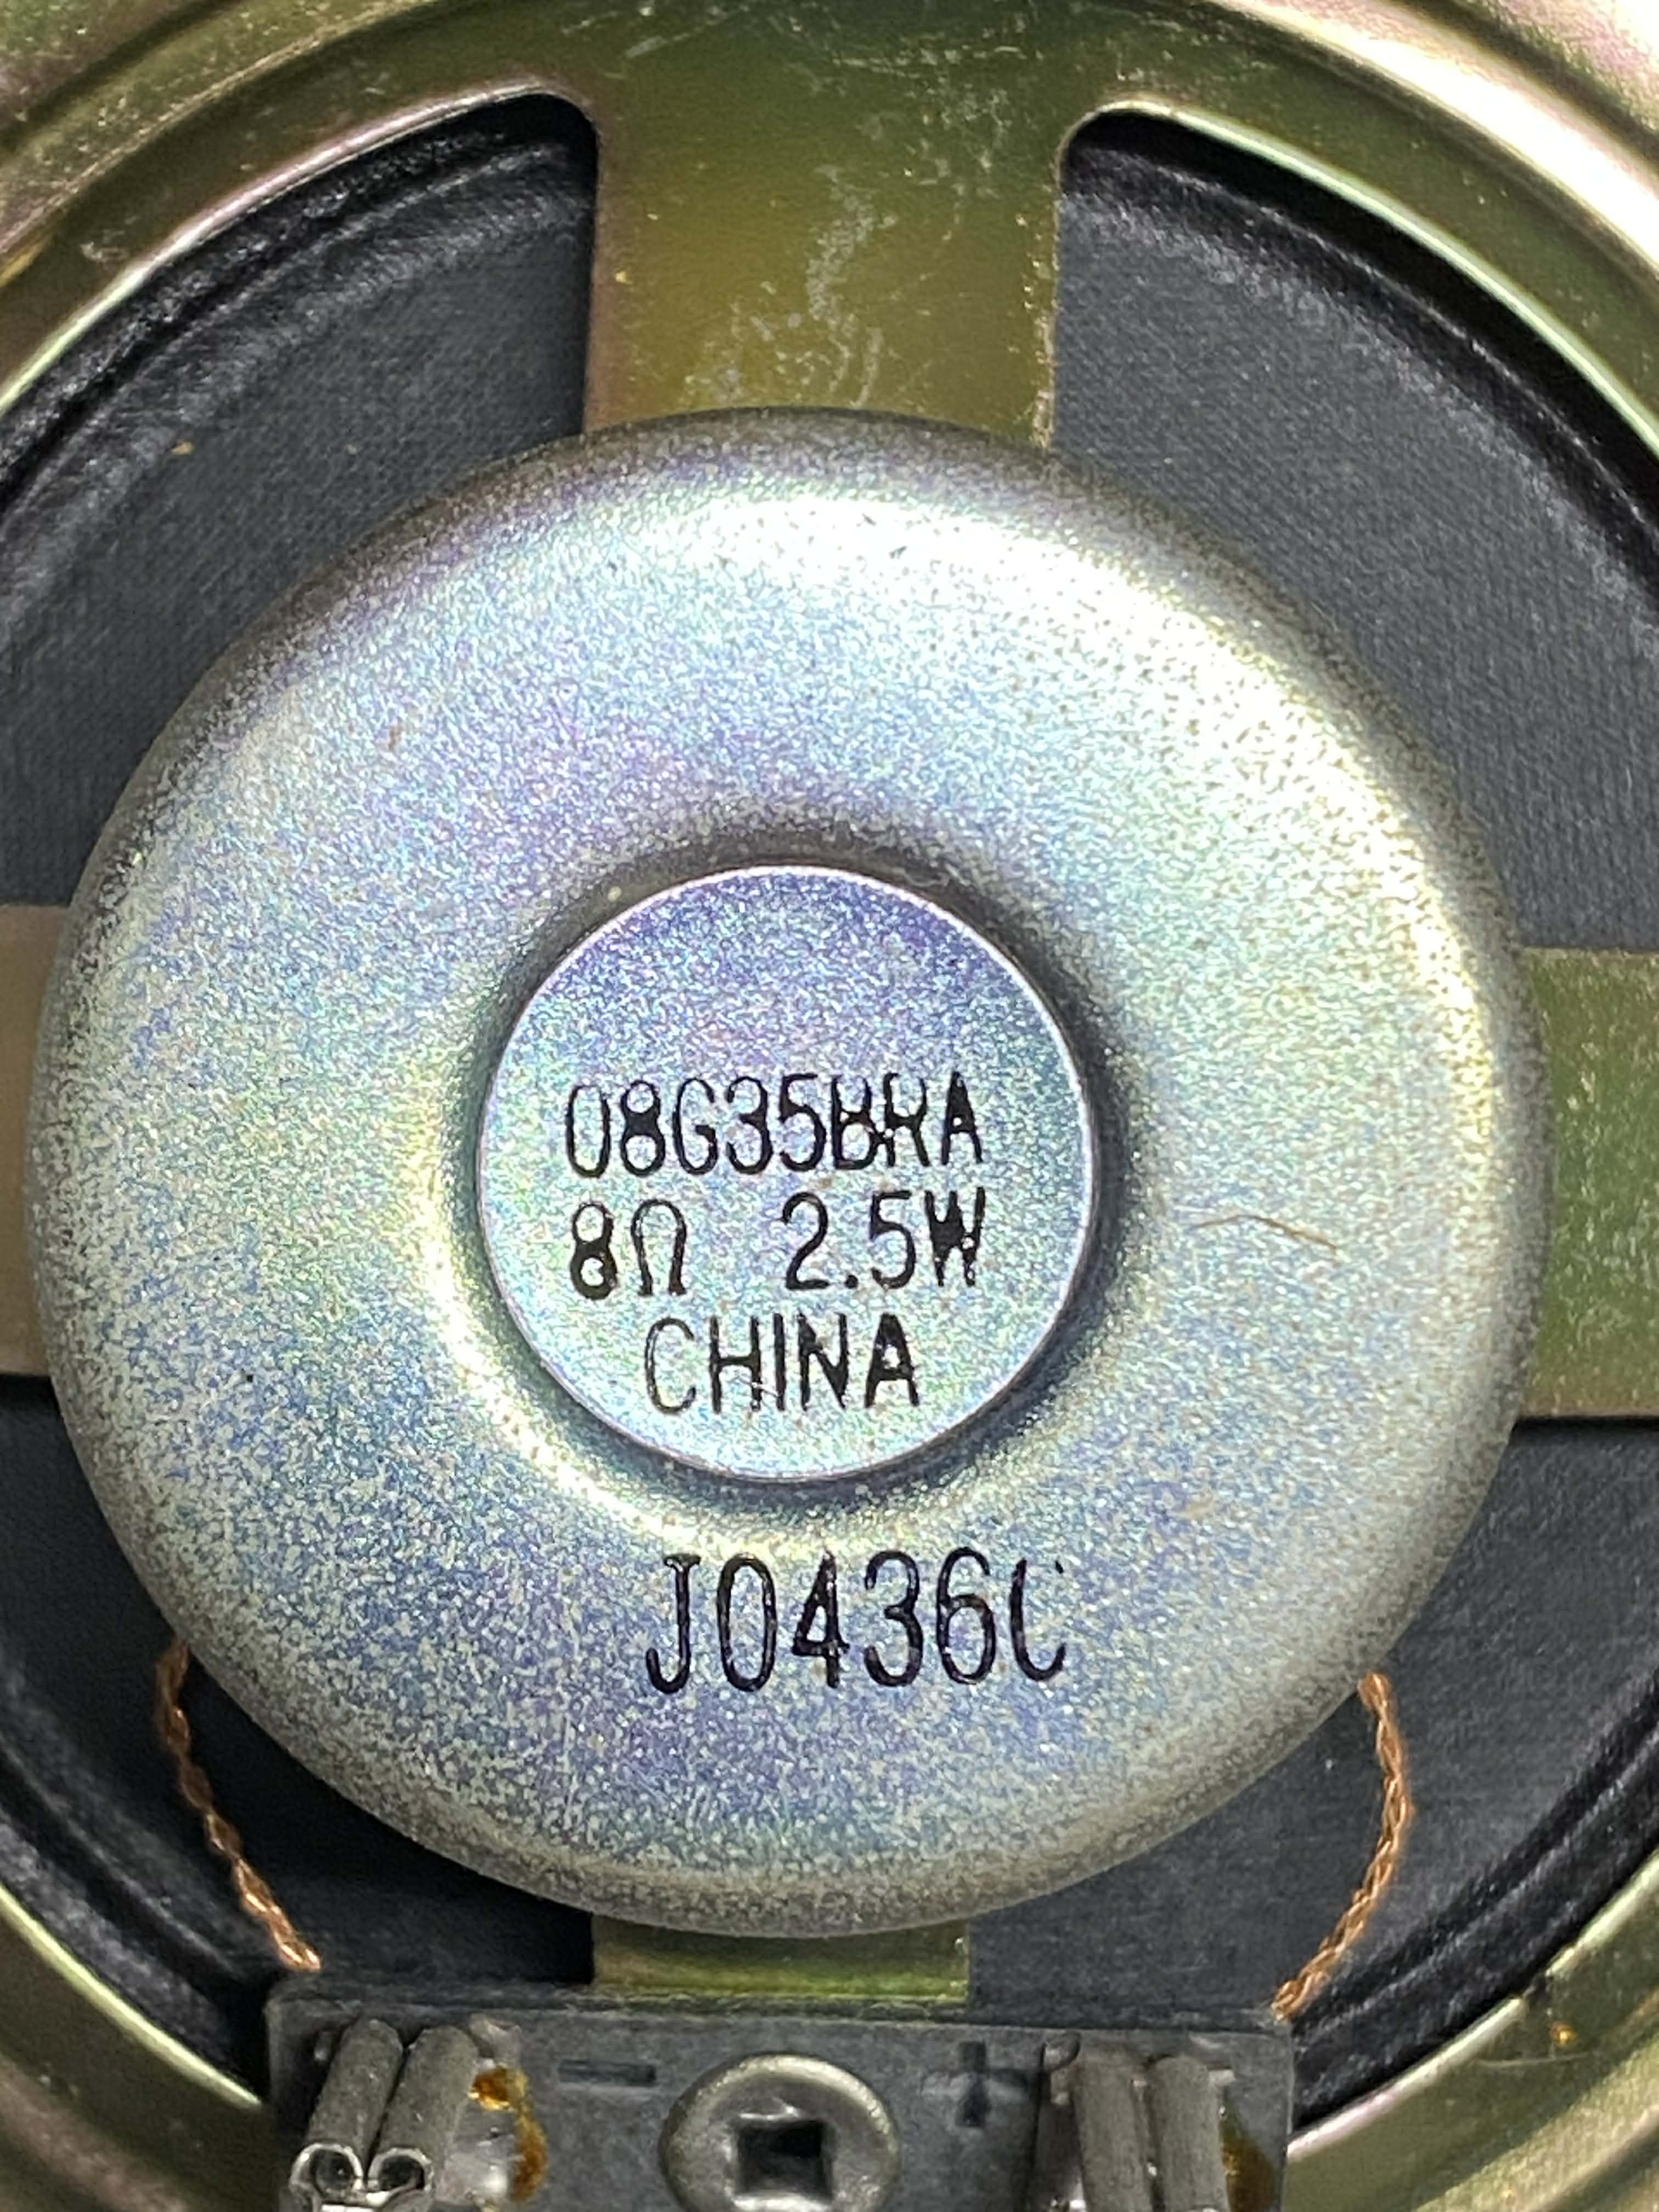 08G35BRA
8Ω 2.5W
CHINA
J0436C
- +